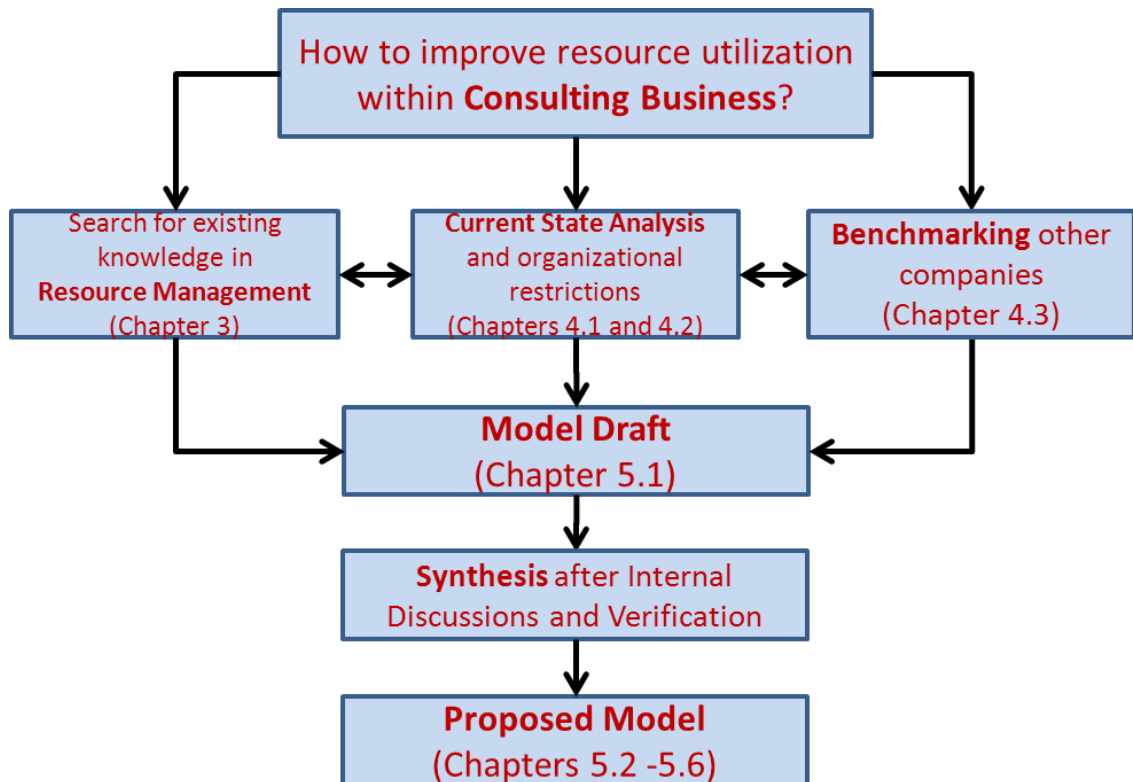 How to improve resource utilization
within Consulting Business?
Search for existing
knowledge in
Resource Management
(Chapter 3)
Current State Analysis
and organizational
restrictions
(Chapters 4.1 and 4.2)
Benchmarking other
companies
(Chapter 4.3)
Model Draft
(Chapter 5.1)
Synthesis after Internal
Discussions and Verification
Proposed Model
(Chapters 5.2 -5.6)